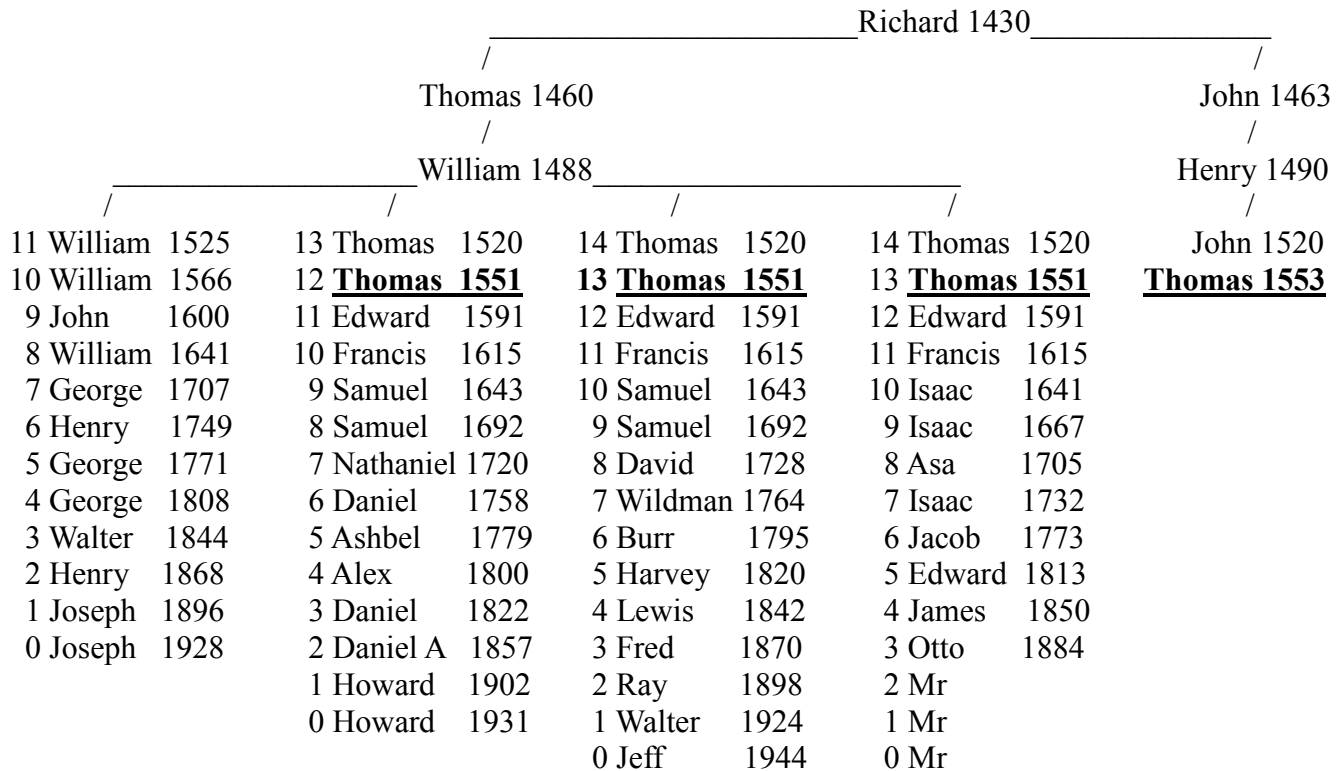 Richard 1430
/ /
Thomas 1460 John 1463
/ /
William 1488 Henry 1490
/ / / / /
11 William 1525 13 Thomas 1520 14 Thomas 1520 14 Thomas 1520 John 1520
10 William 1566 12 Thomas 1551 13 Thomas 1551 13 Thomas 1551 Thomas 1553
9 John 1600 11 Edward 1591 12 Edward 1591 12 Edward 1591
8 William 1641 10 Francis 1615 11 Francis 1615 11 Francis 1615
7 George 1707 9 Samuel 1643 10 Samuel 1643 10 Isaac 1641
6 Henry 1749 8 Samuel 1692 9 Samuel 1692 9 Isaac 1667
5 George 1771 7 Nathaniel 1720 8 David 1728 8 Asa 1705
4 George 1808 6 Daniel 1758 7 Wildman 1764 7 Isaac 1732
3 Walter 1844 5 Ashbel 1779 6 Burr 1795 6 Jacob 1773
2 Henry 1868 4 Alex 1800 5 Harvey 1820 5 Edward 1813
1 Joseph 1896 3 Daniel 1822 4 Lewis 1842 4 James 1850
0 Joseph 1928 2 Daniel A 1857 3 Fred 1870 3 Otto 1884
1 Howard 1902 2 Ray 1898 2 Mr
0 Howard 1931 1 Walter 1924 1 Mr
0 Jeff 1944 0 Mr